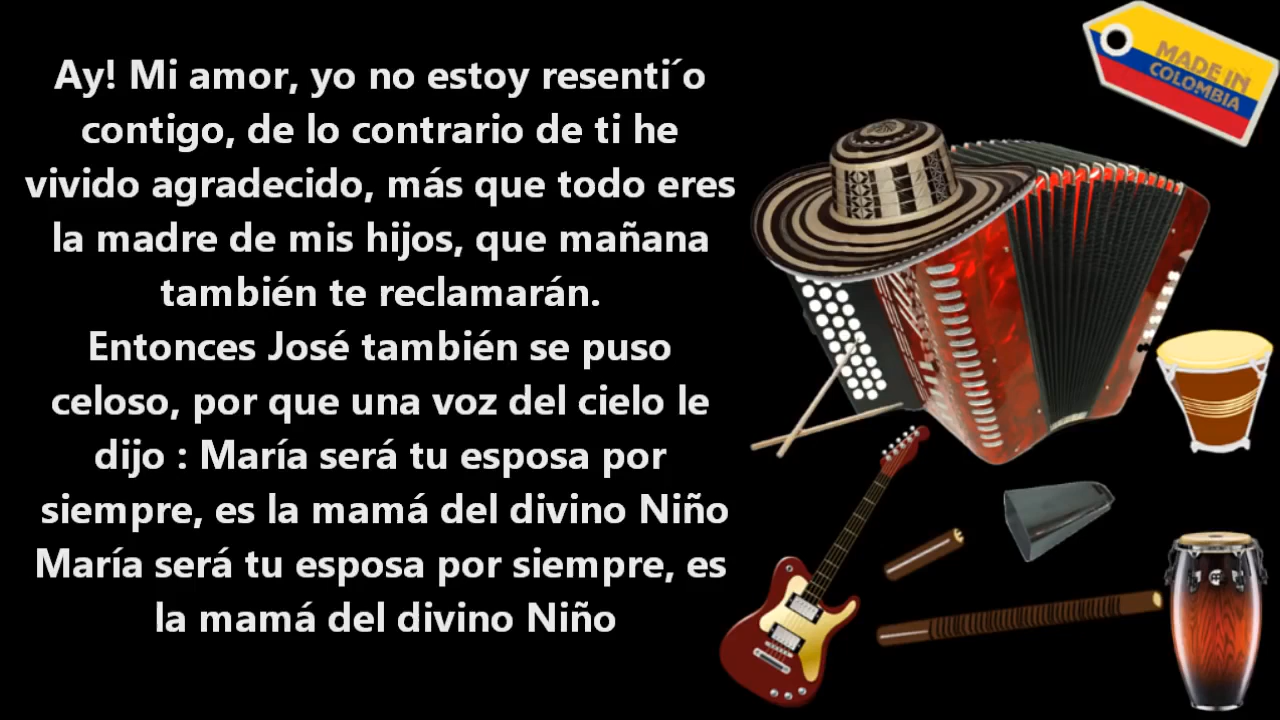 Ay! Mi amor, yo no estoy resenti´o
contigo, de lo contrario de ti he
vivido agradecido, más que todo eres
la madre de mis hijos, que mañana
también te reclamarán.
Entonces José también se puso
celoso, por que una voz del cielo le
dijo : María será tu esposa por
siempre, es la mamá del divino Niño
María será tu esposa por siempre, es
la mamá del divino Niño
MADE IN
COLOMBIA